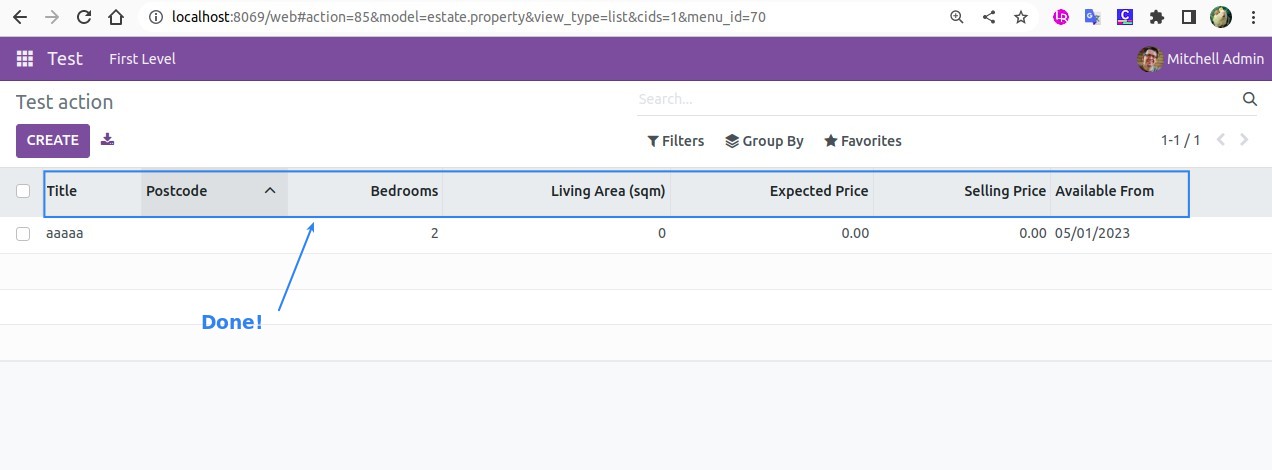 localhost:8069/web#action=85&model=estate.property&view_type=list&cids=1&menu_id=70
Test First Level Mitchell Admin
Test action Search...
CREATE Filters Group By Favorites 1-1 / 1
Title Postcode Bedrooms Living Area (sqm) Expected Price Selling Price Available From
aaaaa 2 0 0.00 0.00 05/01/2023
Done!